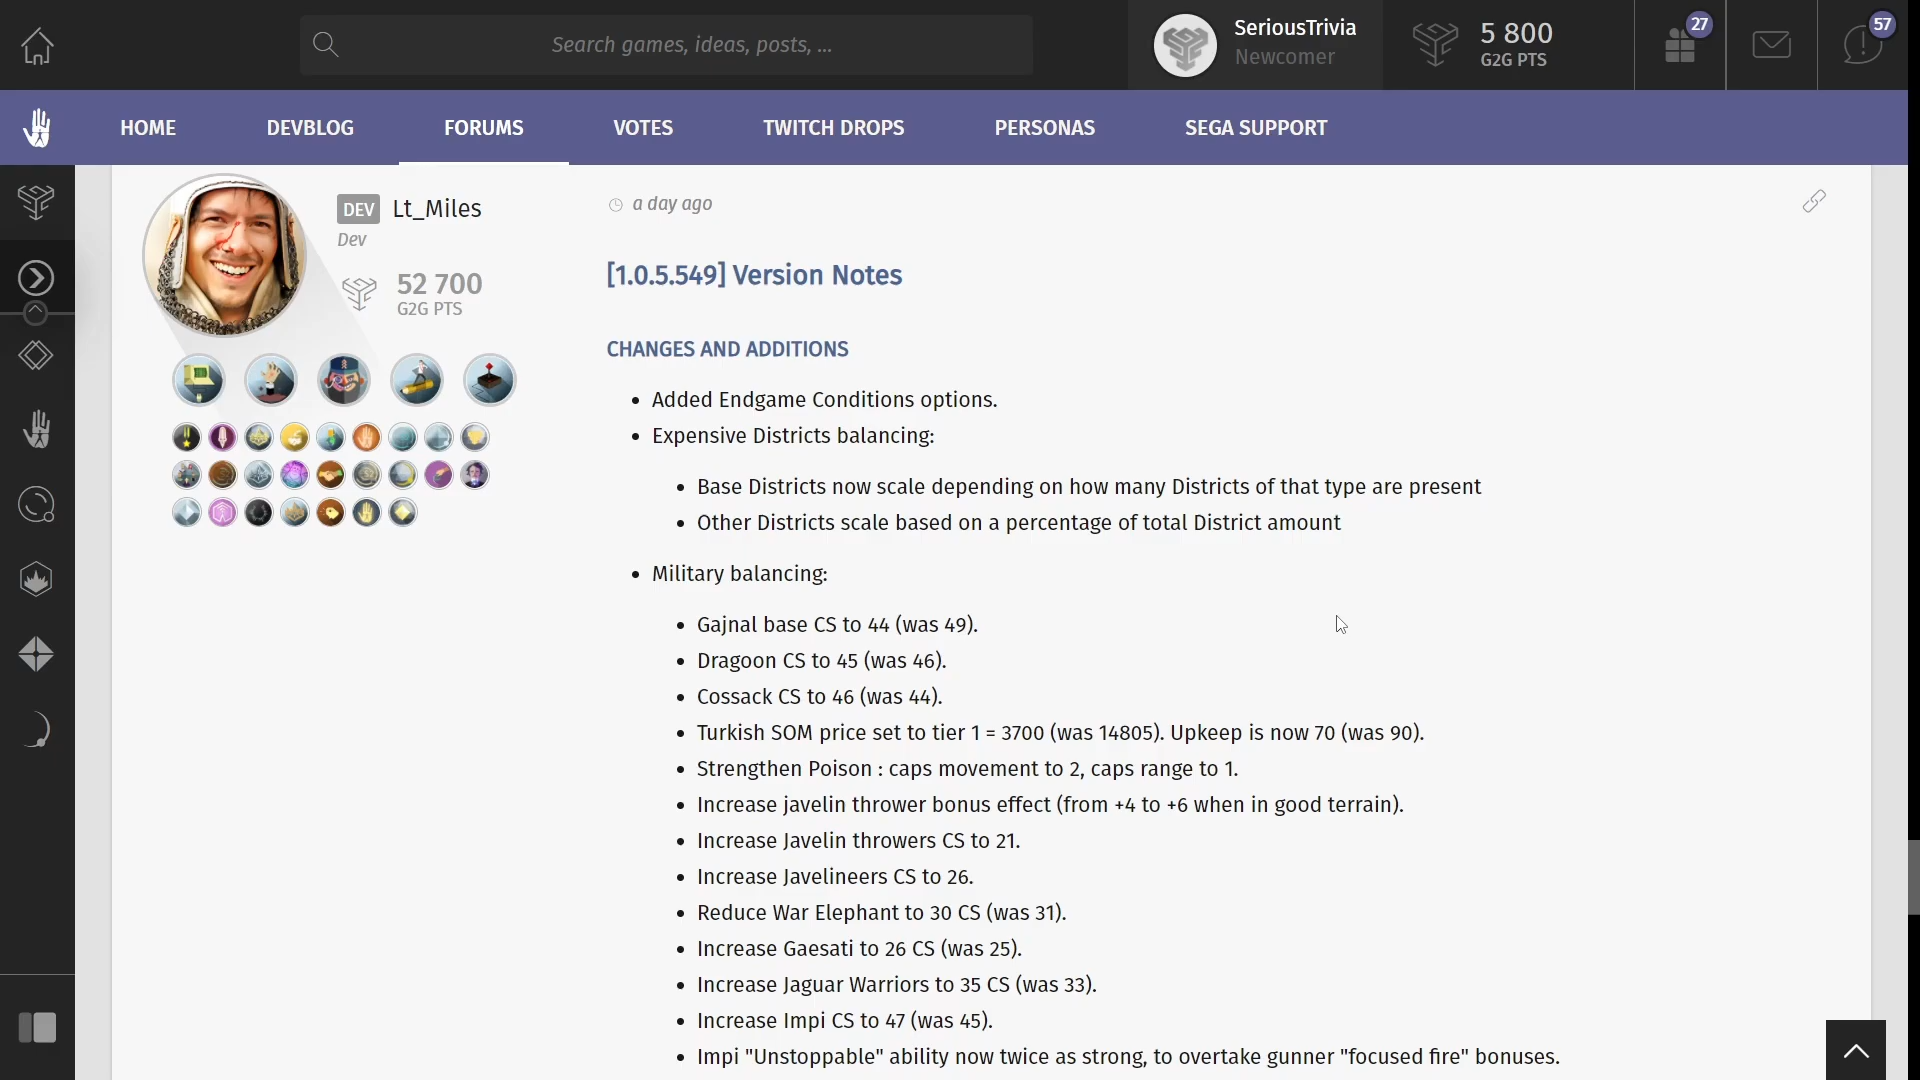 Search games, ideas, posts, ...
SeriousTrivia
Newcomer
5 800
G2G PTS
27
57
HOME
DEVBLOG
FORUMS
VOTES
TWITCH DROPS
PERSONAS
SEGA SUPPORT
DEV Lt_Miles
Dev
52 700
G2G PTS
a day ago
[1.0.5.549] Version Notes
CHANGES AND ADDITIONS
Added Endgame Conditions options.
Expensive Districts balancing:
Base Districts now scale depending on how many Districts of that type are present
Other Districts scale based on a percentage of total District amount
Military balancing:
Gajnal base CS to 44 (was 49).
Dragoon CS to 45 (was 46).
Cossack CS to 46 (was 44).
Turkish SOM price set to tier 1 = 3700 (was 14805). Upkeep is now 70 (was 90).
Strengthen Poison : caps movement to 2, caps range to 1.
Increase javelin thrower bonus effect (from +4 to +6 when in good terrain).
Increase Javelin throwers CS to 21.
Increase Javelineers CS to 26.
Reduce War Elephant to 30 CS (was 31).
Increase Gaesati to 26 CS (was 25).
Increase Jaguar Warriors to 35 CS (was 33).
Increase Impi CS to 47 (was 45).
Impi "Unstoppable" ability now twice as strong, to overtake gunner "focused fire" bonuses.